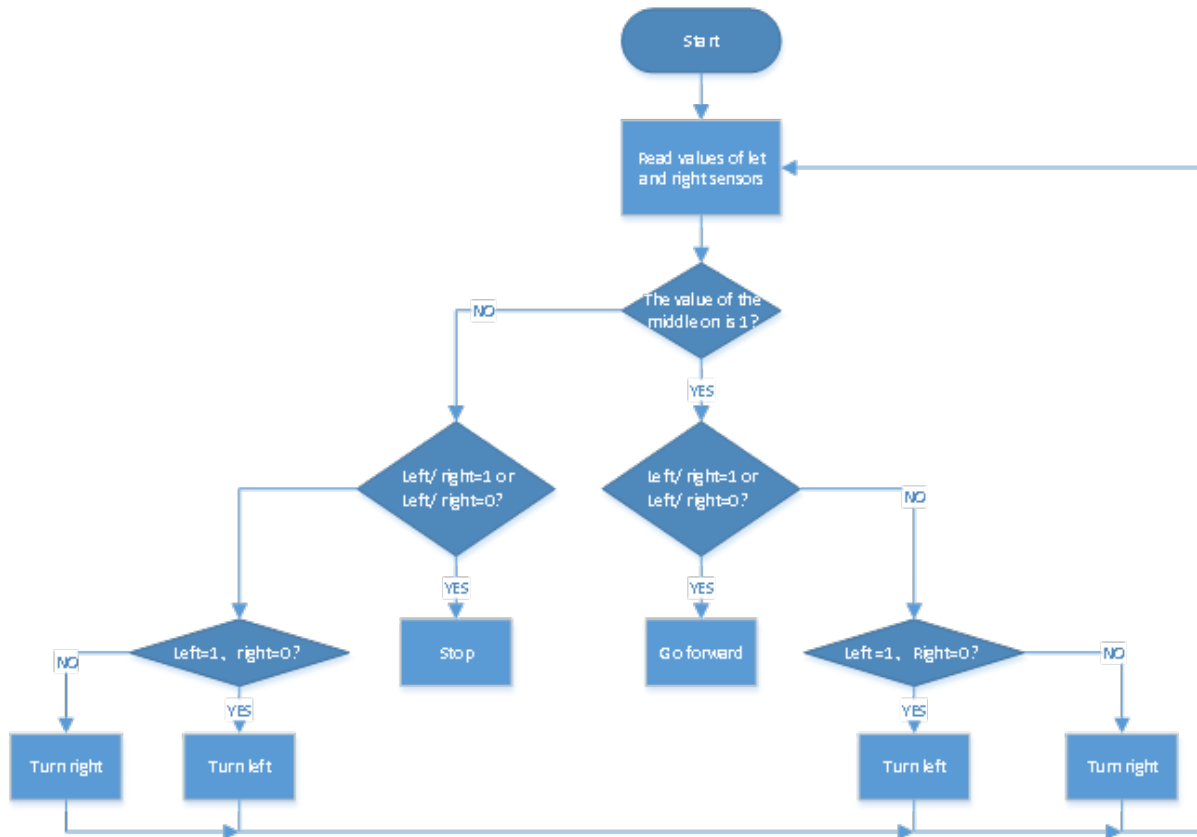 Start
Read values of let
and right sensors
The value of the
middle on is 1?
NO
YES
Left/ right=1 or
Left/ right=0?
Left/ right=1 or
Left/ right=0?
NO
YES
YES
Stop
Go forward
Left=1、right=0?
Left =1、Right=0?
NO
YES
YES
NO
Turn right
Turn left
Turn left
Turn right